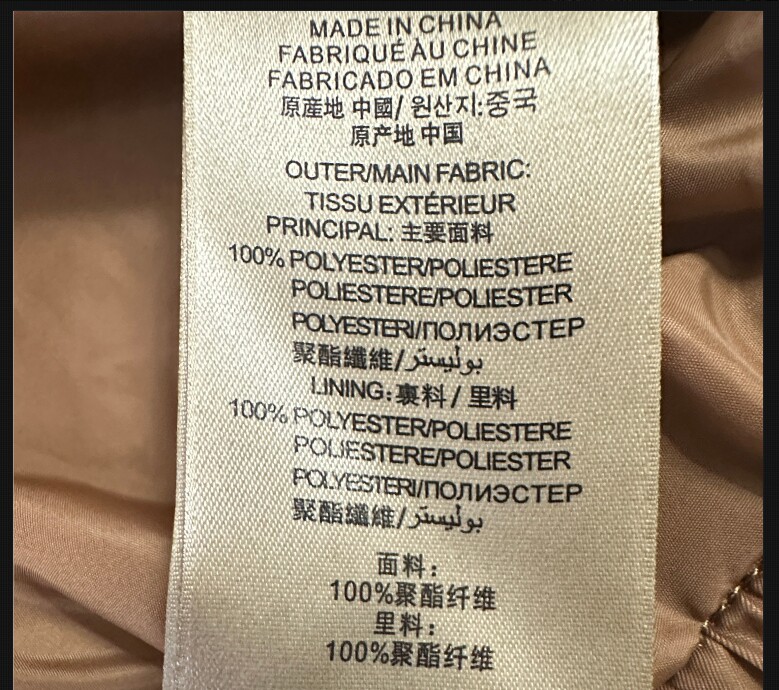 MADE IN CHINA
FABRIQUÉ AU CHINE
FABRICADO EM CHINA
原産地 中國/ 원산지:중국
原产地 中国
OUTER/MAIN FABRIC:
TISSU EXTÉRIEUR
PRINCIPAL: 主要面料
100% POLYESTER/POLIESTERE
POLIESTERE/POLIESTER
POLYESTERI/ПОЛИЭСТЕР
聚酯纖維/بوليستر
LINING: 裏料 / 里料
100% POLYESTER/POLIESTERE
POLIESTERE/POLIESTER
POLYESTERI/ПОЛИЭСТЕР
聚酯纖維/بوليستر
面料:
100%聚酯纤维
里料:
100%聚酯纤维